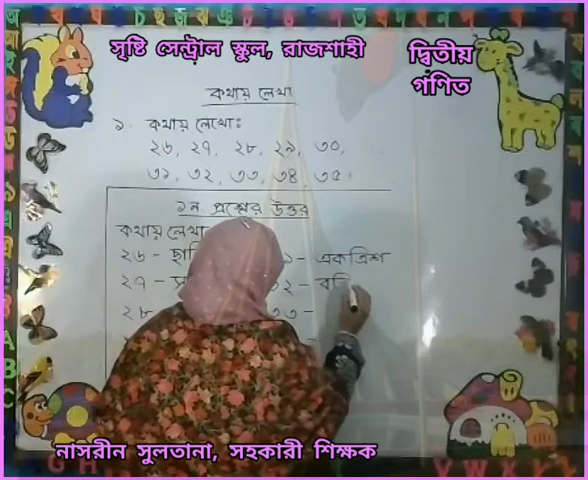 সৃষ্টি সেন্ট্রাল স্কুল, রাজশাহী
দ্বিতীয়
গণিত
কথায় লেখা
১. কথায় লেখোঃ
২৬, ২৭, ২৮, ২৯, ৩০,
৩১, ৩২, ৩৩, ৩৪, ৩৫।
১ন. প্রশ্নের উত্তর
কথায় লেখা
২৬ - ছা
২৭ - স
২৮
১ - একত্রিশ
৩২ - বত্রি
৩৩ -
নাসরীন সুলতানা, সহকারী শিক্ষক